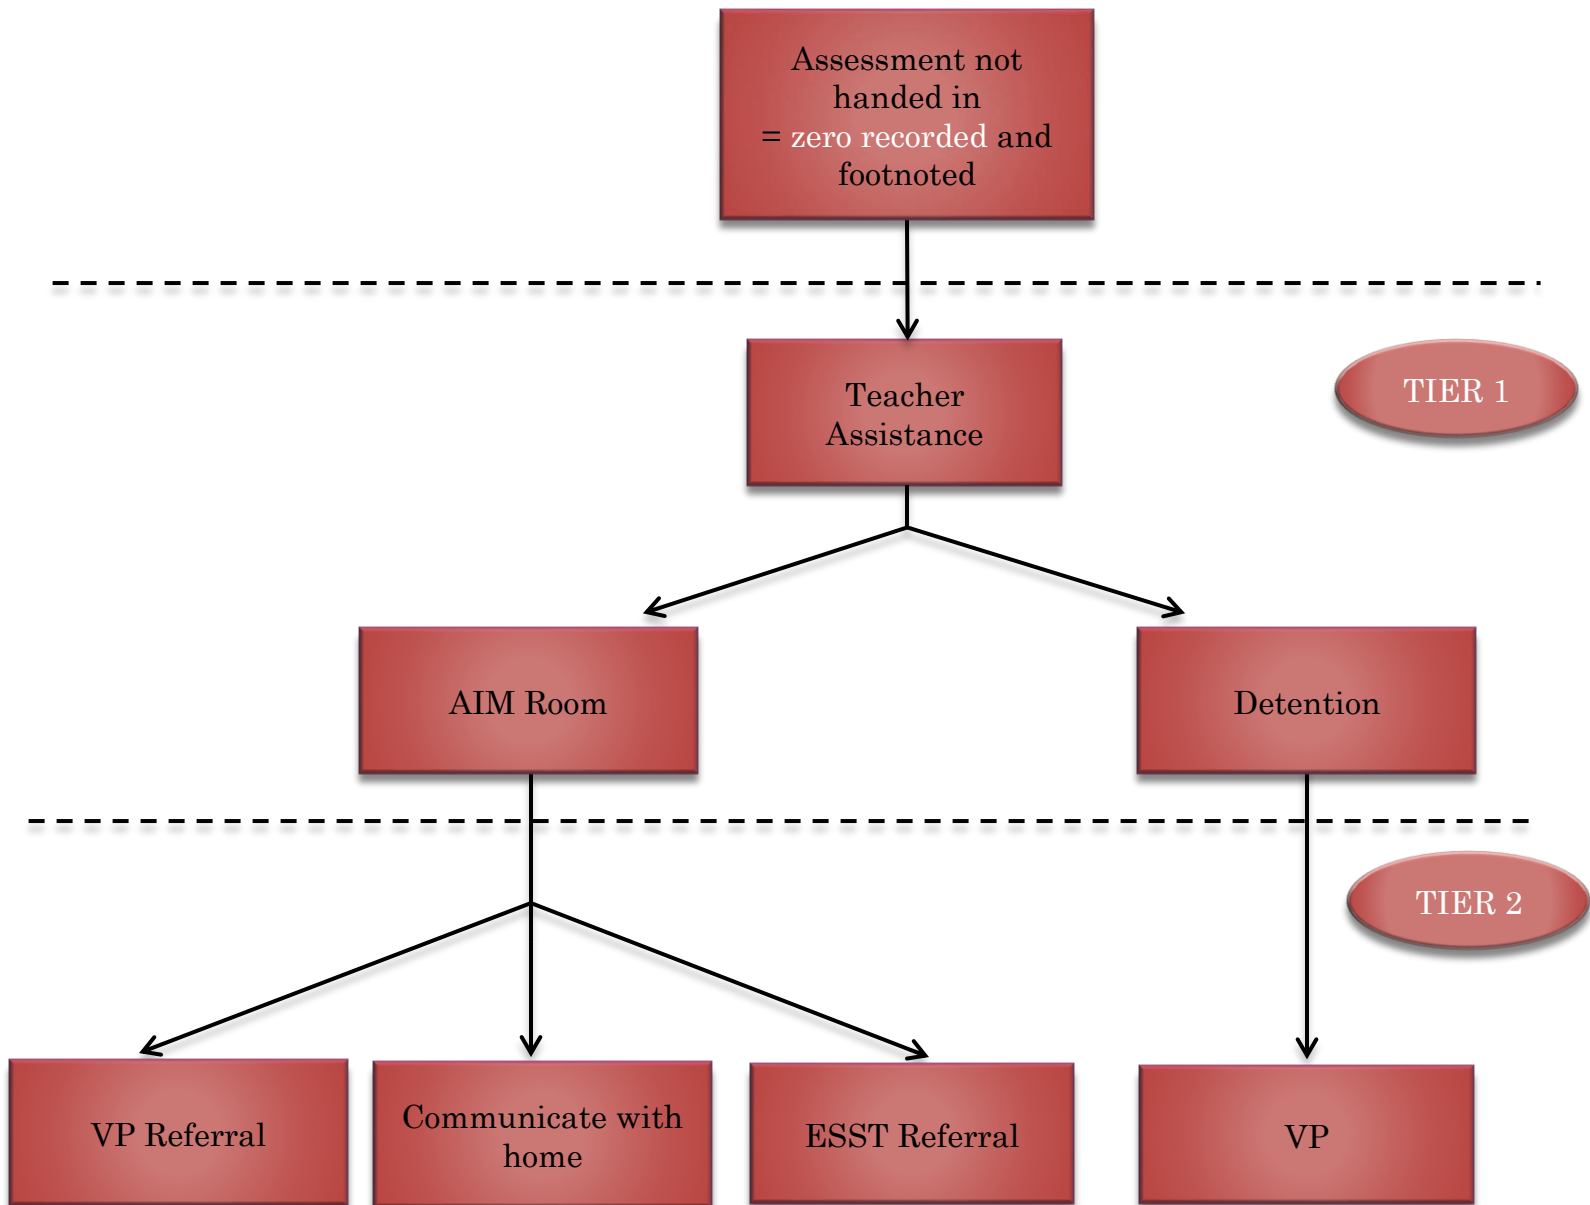 Assessment not
handed in
= zero recorded and
footnoted
Teacher
Assistance
TIER 1
AIM Room
Detention
TIER 2
VP Referral
Communicate with
home
ESST Referral
VP